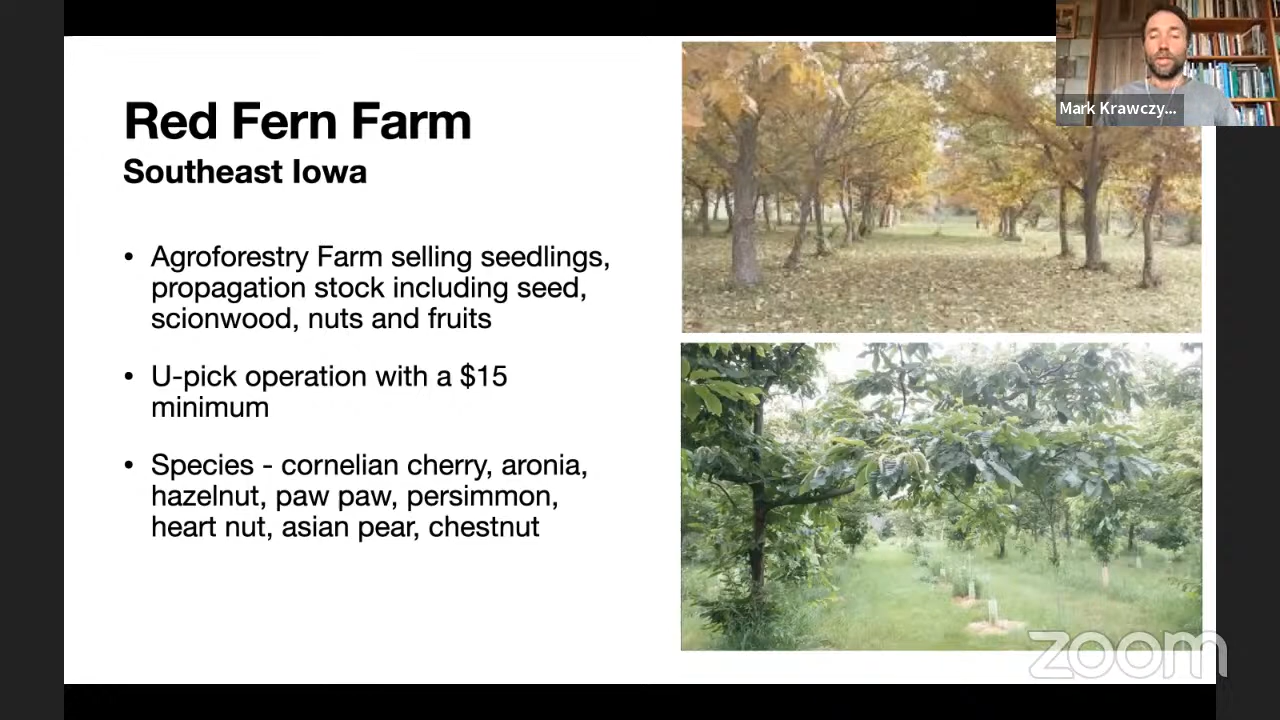 Red Fern Farm
Southeast Iowa
• Agroforestry Farm selling seedlings,
propagation stock including seed,
scionwood, nuts and fruits
• U-pick operation with a $15
minimum
• Species - cornelian cherry, aronia,
hazelnut, paw paw, persimmon,
heart nut, asian pear, chestnut
Mark Krawczy...
zoom